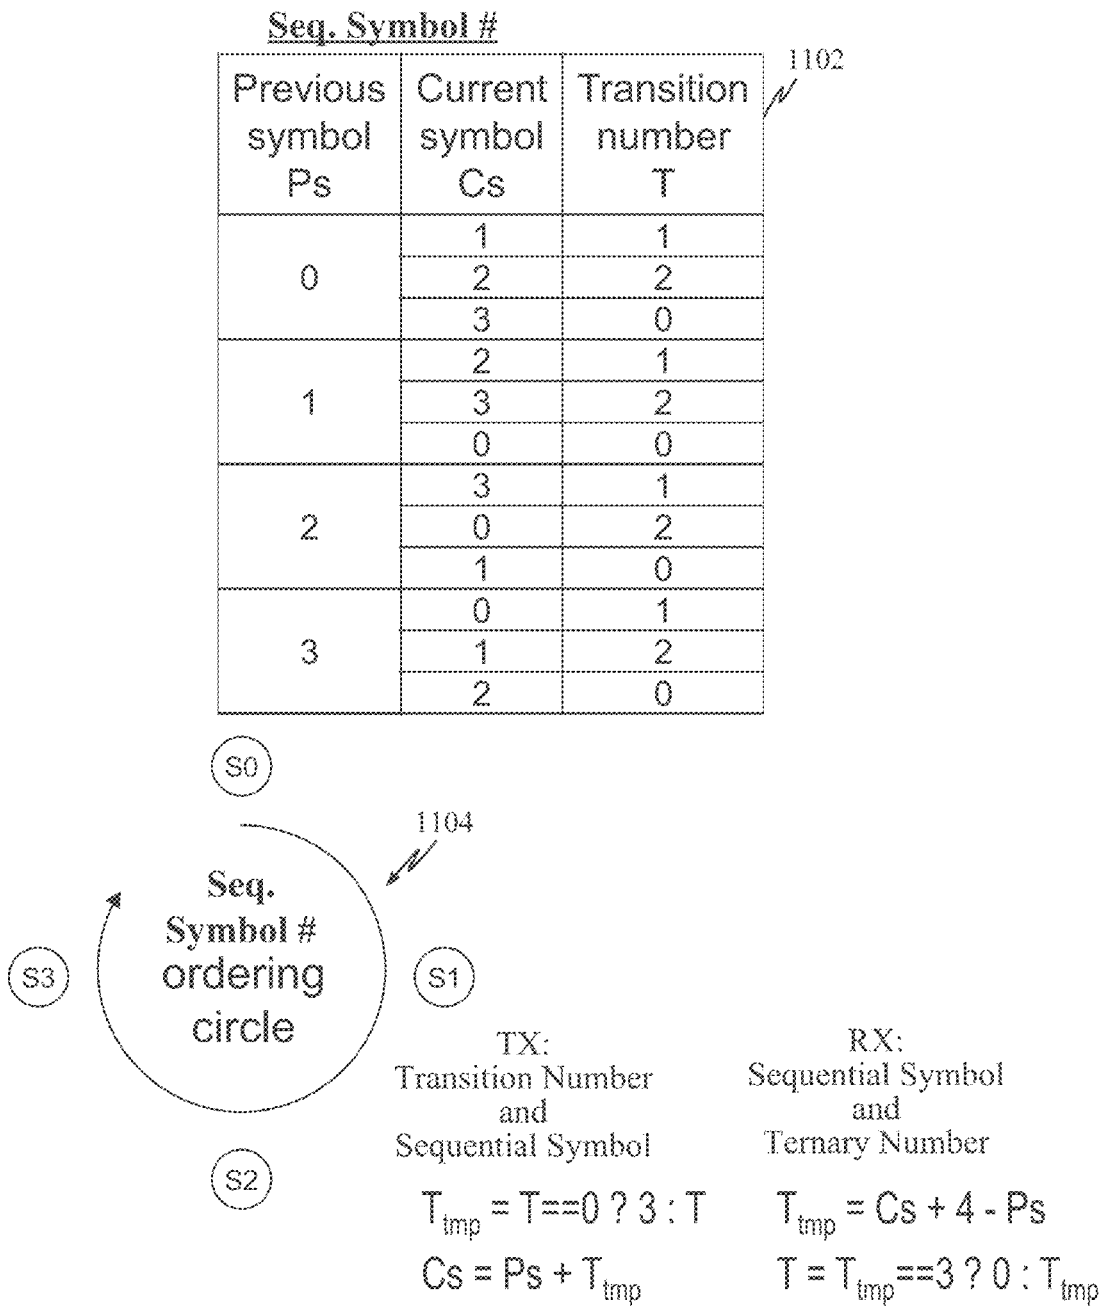 Seq. Symbol #
1102
Previous symbol Ps
Current symbol Cs
Transition number T
0
1 1
2 2
3 0
1
2 1
3 2
0 0
2
3 1
0 2
1 0
3
0 1
1 2
2 0
S0
1104
Seq.
Symbol #
ordering
circle
S3
S1
S2
TX:
Transition Number
and
Sequential Symbol
T_tmp = T==0 ? 3 : T
Cs = Ps + T_tmp
RX:
Sequential Symbol
and
Ternary Number
T_tmp = Cs + 4 - Ps
T = T_tmp==3 ? 0 : T_tmp